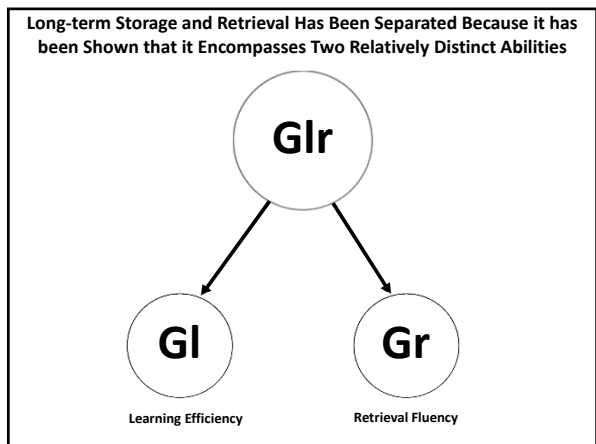 Long-term Storage and Retrieval Has Been Separated Because it has
been Shown that it Encompasses Two Relatively Distinct Abilities
Glr
Gl
Gr
Learning Efficiency
Retrieval Fluency